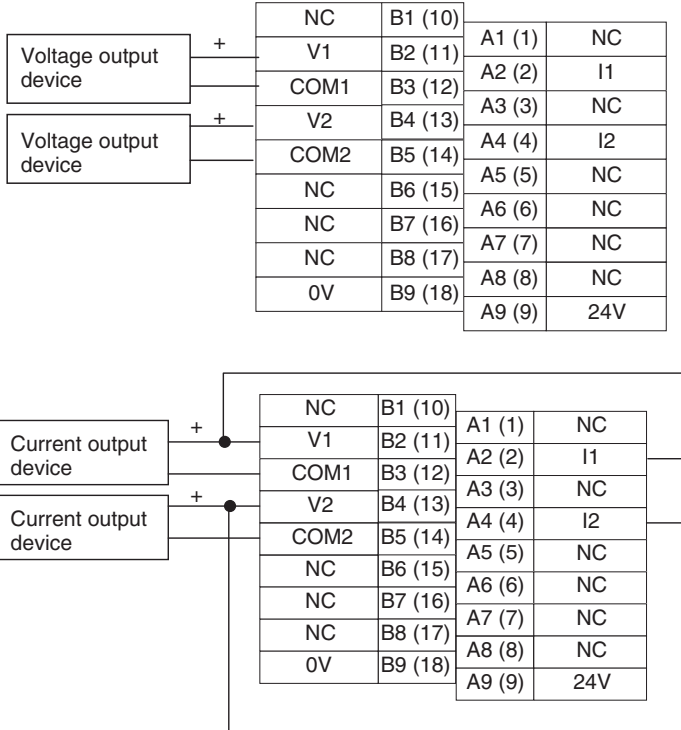 Voltage output
device
+
Voltage output
device
+
NC B1 (10)
V1 B2 (11)
COM1 B3 (12)
V2 B4 (13)
COM2 B5 (14)
NC B6 (15)
NC B7 (16)
NC B8 (17)
0V B9 (18)
A1 (1) NC
A2 (2) I1
A3 (3) NC
A4 (4) I2
A5 (5) NC
A6 (6) NC
A7 (7) NC
A8 (8) NC
A9 (9) 24V
Current output
device
+
Current output
device
+
NC B1 (10)
V1 B2 (11)
COM1 B3 (12)
V2 B4 (13)
COM2 B5 (14)
NC B6 (15)
NC B7 (16)
NC B8 (17)
0V B9 (18)
A1 (1) NC
A2 (2) I1
A3 (3) NC
A4 (4) I2
A5 (5) NC
A6 (6) NC
A7 (7) NC
A8 (8) NC
A9 (9) 24V